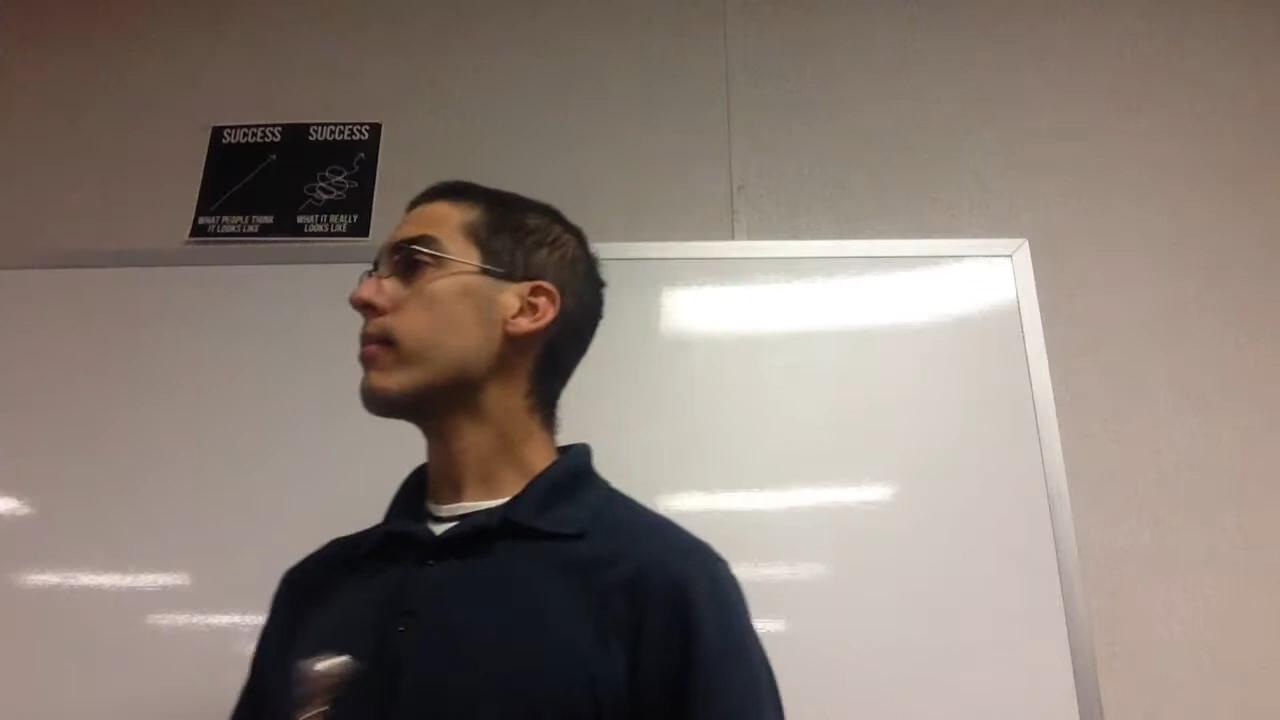 SUCCESS SUCCESS
WHAT PEOPLE THINK
IT LOOKS LIKE
WHAT IT REALLY
LOOKS LIKE